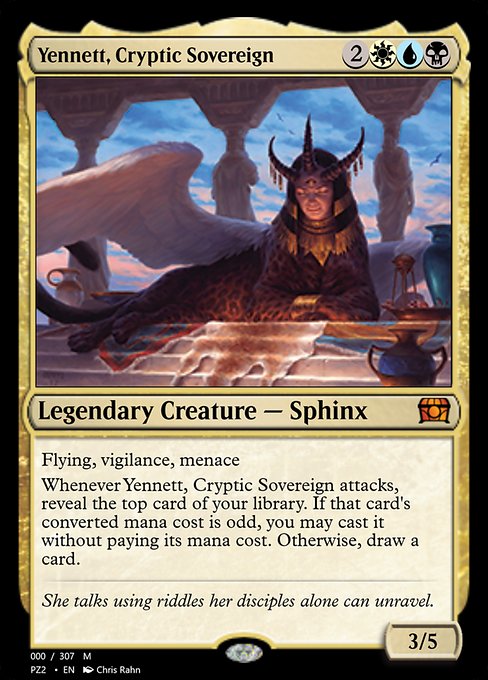 Yennett, Cryptic Sovereign 2
Legendary Creature — Sphinx
Flying, vigilance, menace
Whenever Yennett, Cryptic Sovereign attacks,
reveal the top card of your library. If that card's
converted mana cost is odd, you may cast it
without paying its mana cost. Otherwise, draw a
card.
She talks using riddles her disciples alone can unravel.
3/5
000 / 307 M
PZ2 • EN Chris Rahn